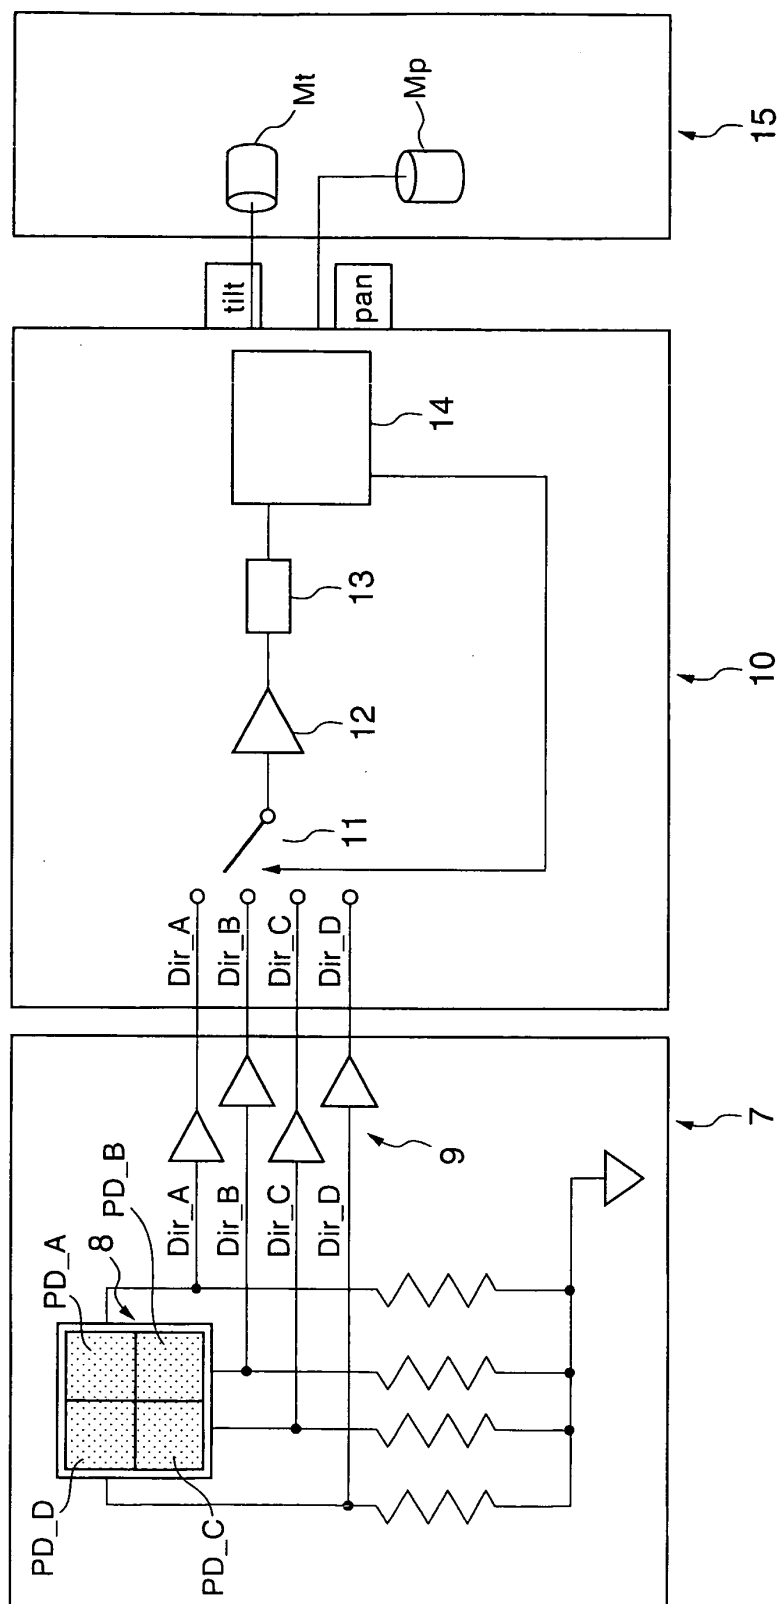 PD_A
8
PD_B
PD_D
PD_C
Dir_A
Dir_B
Dir_C
Dir_D
9
7
Dir_A
Dir_B
Dir_C
Dir_D
11
12
13
14
10
tilt
pan
Mt
Mp
15